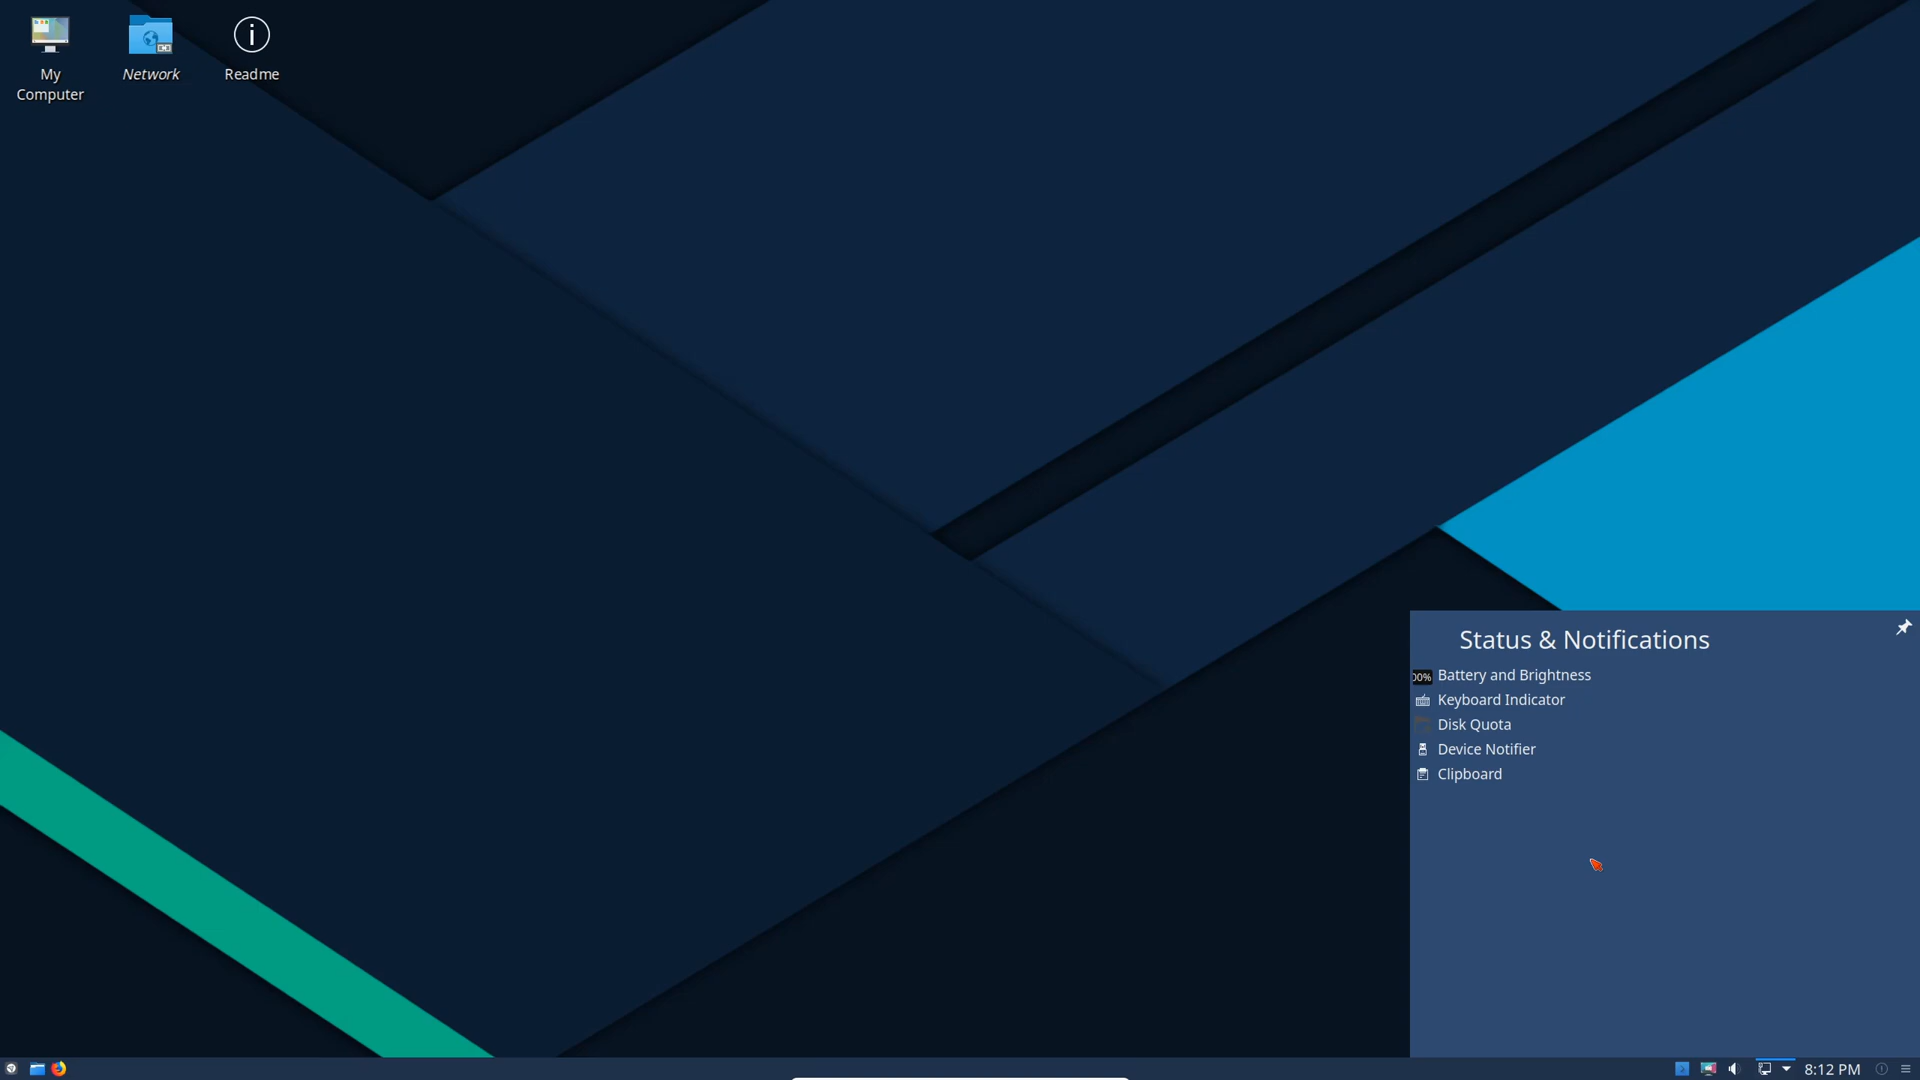 My
Computer
Network
Readme
Status & Notifications
00%
Battery and Brightness
Keyboard Indicator
Disk Quota
Device Notifier
Clipboard
8:12 PM